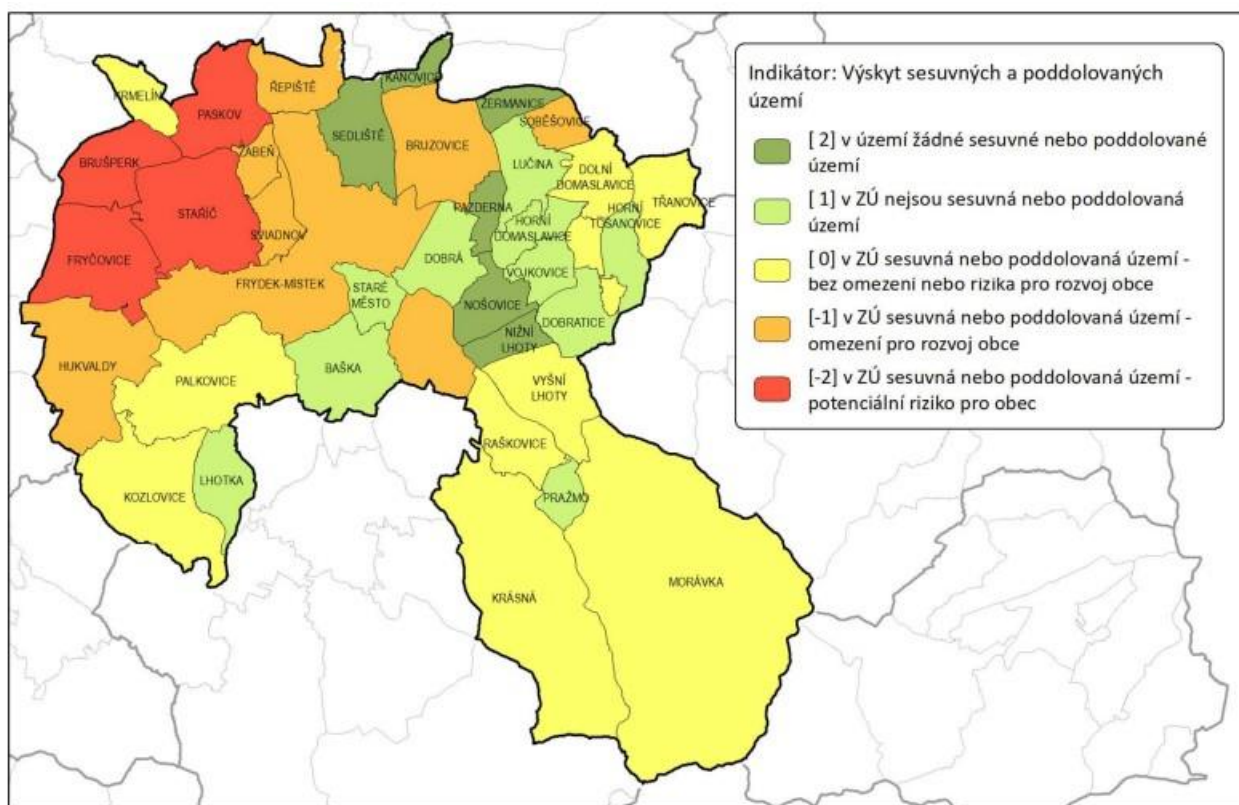 Indikátor: Výskyt sesuvných a poddolovaných
území
[ 2] v území žádné sesuvné nebo poddolované
území
[ 1] v ZÚ nejsou sesuvná nebo poddolovaná
území
[ 0] v ZÚ sesuvná nebo poddolovaná území -
bez omezení nebo rizika pro rozvoj obce
[-1] v ZÚ sesuvná nebo poddolovaná území -
omezení pro rozvoj obce
[-2] v ZÚ sesuvná nebo poddolovaná území -
potenciální riziko pro obec
KRMELÍN
PASKOV
ŘEPIŠTĚ
KANOVICE
ŽERMANICE
SOBĚŠOVICE
SEDLIŠTĚ
BRUZOVICE
BRUŠPERK
ŽABEŇ
LUČINA
DOLNÍ
DOMASLAVICE
TŘANOVICE
STAŘÍČ
PAZDERNA
HORNÍ
DOMASLAVICE
HORNÍ
TOŠANOVICE
SVIADNOV
FRYČOVICE
DOBRÁ
VOJKOVICE
FRÝDEK-MÍSTEK
STARÉ
MĚSTO
NOŠOVICE
DOBRATICE
NIŽNÍ
LHOTY
HUKVALDY
PALKOVICE
BAŠKA
VYŠNÍ
LHOTY
RAŠKOVICE
LHOTKA
KOZLOVICE
PRAŽMO
MORÁVKA
KRÁSNÁ